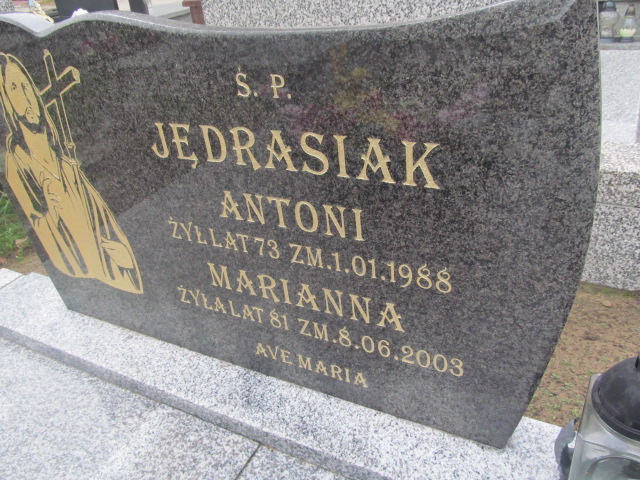 Ś. P.
JĘDRASIAK
ANTONI
ŻYŁ LAT 73 ZM.1.01.1988
MARIANNA
ŻYŁA LAT 81 ZM.8.06.2003
AVE MARIA